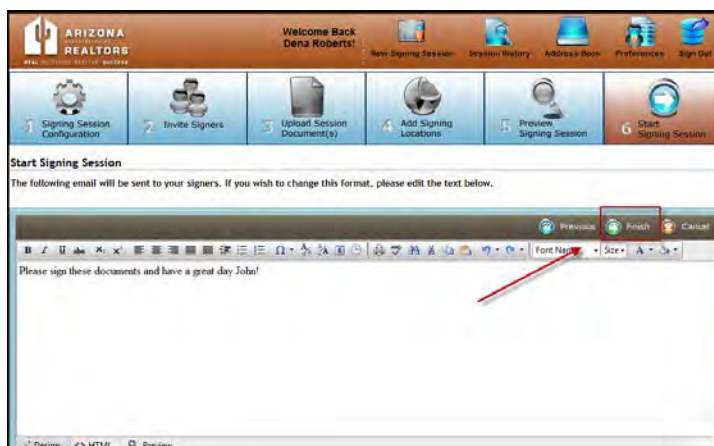 ARIZONA
REALTORS
Welcome Back
Dena Roberts!
New Signing Session
Session History
Address Book
Preferences
Sign Out
1 Signing Session
Configuration
2 Invite Signers
3 Upload Session
Document(s)
4 Add Signing
Locations
5 Preview
Signing Session
6 Start
Signing Session
Start Signing Session
The following email will be sent to your signers. If you wish to change this format, please edit the text below.
Previous Finish Cancel
Size
Please sign these documents and have a great day John!
Design HTML Preview